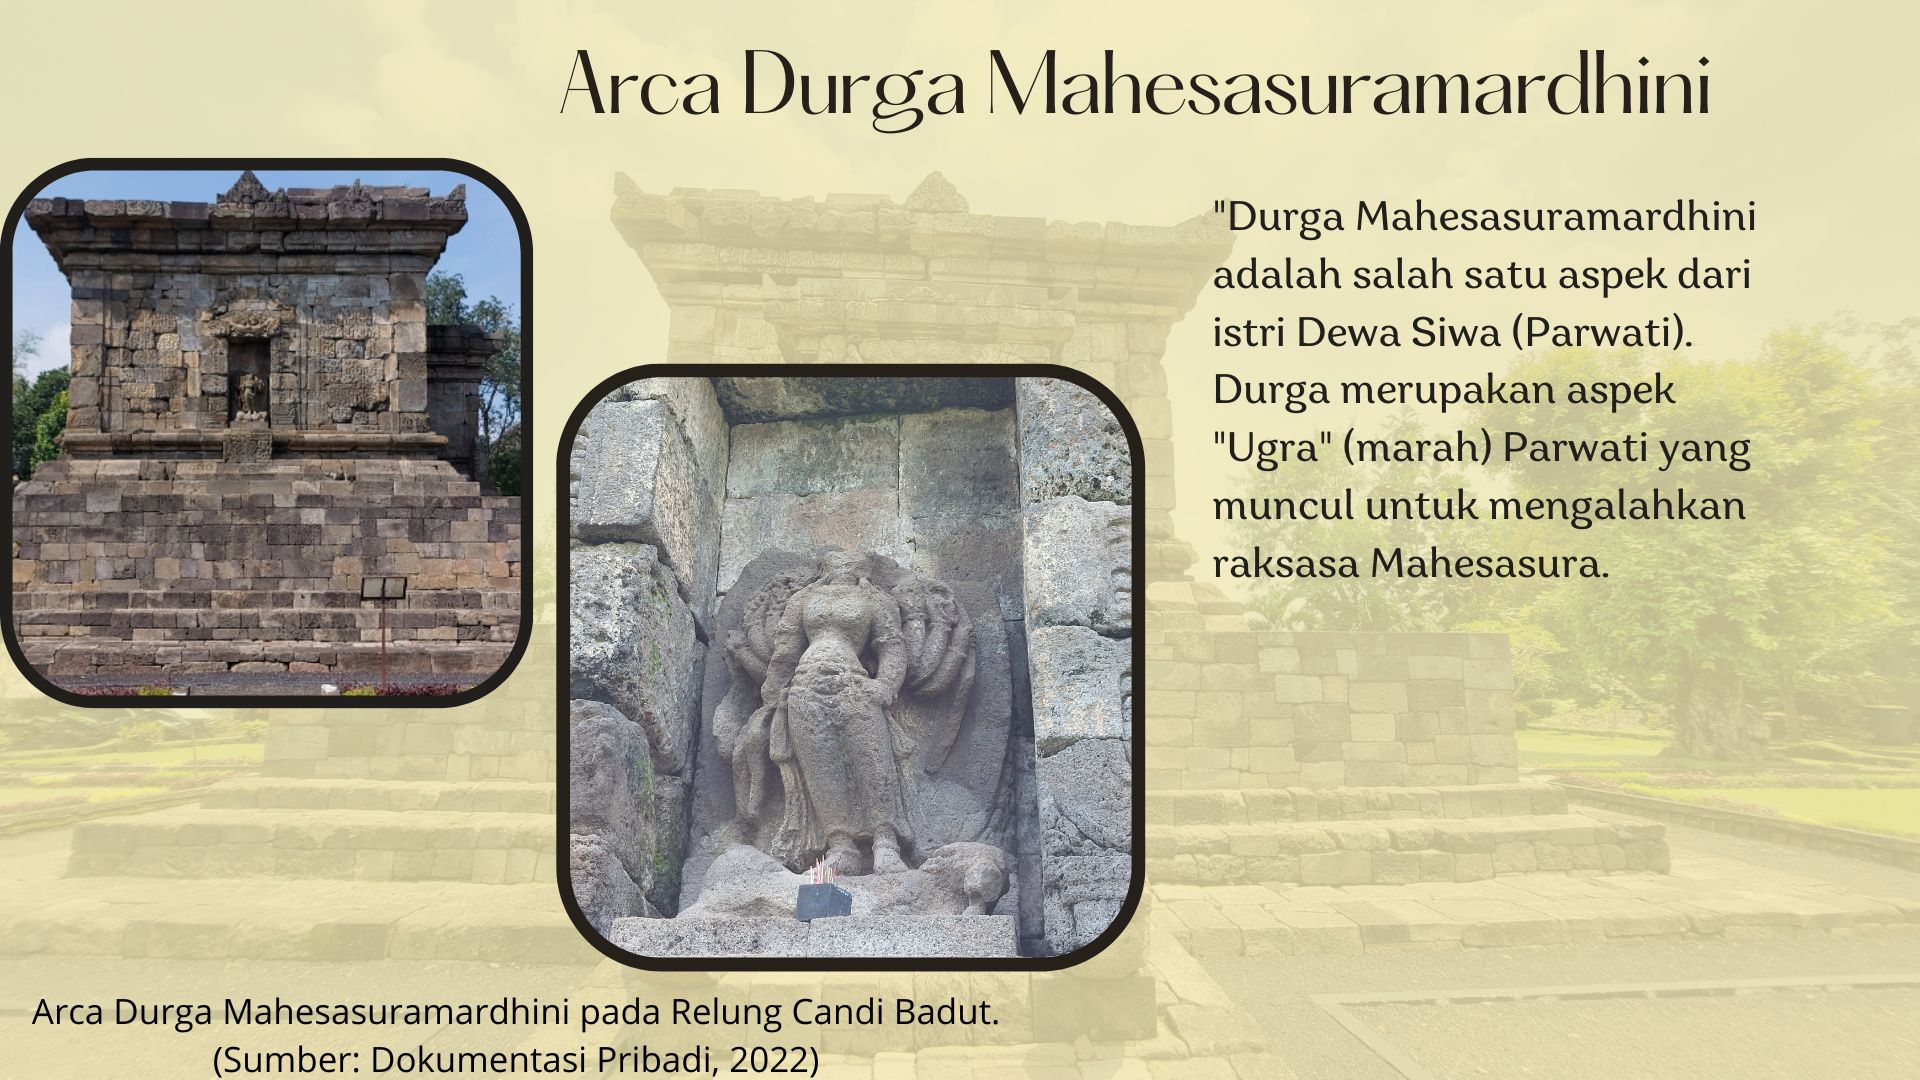 Arca Durga Mahesasuramardhini
"Durga Mahesasuramardhini
adalah salah satu aspek dari
istri Dewa Siwa (Parwati).
Durga merupakan aspek
"Ugra" (marah) Parwati yang
muncul untuk mengalahkan
raksasa Mahesasura.
Arca Durga Mahesasuramardhini pada Relung Candi Badut.
(Sumber: Dokumentasi Pribadi, 2022)